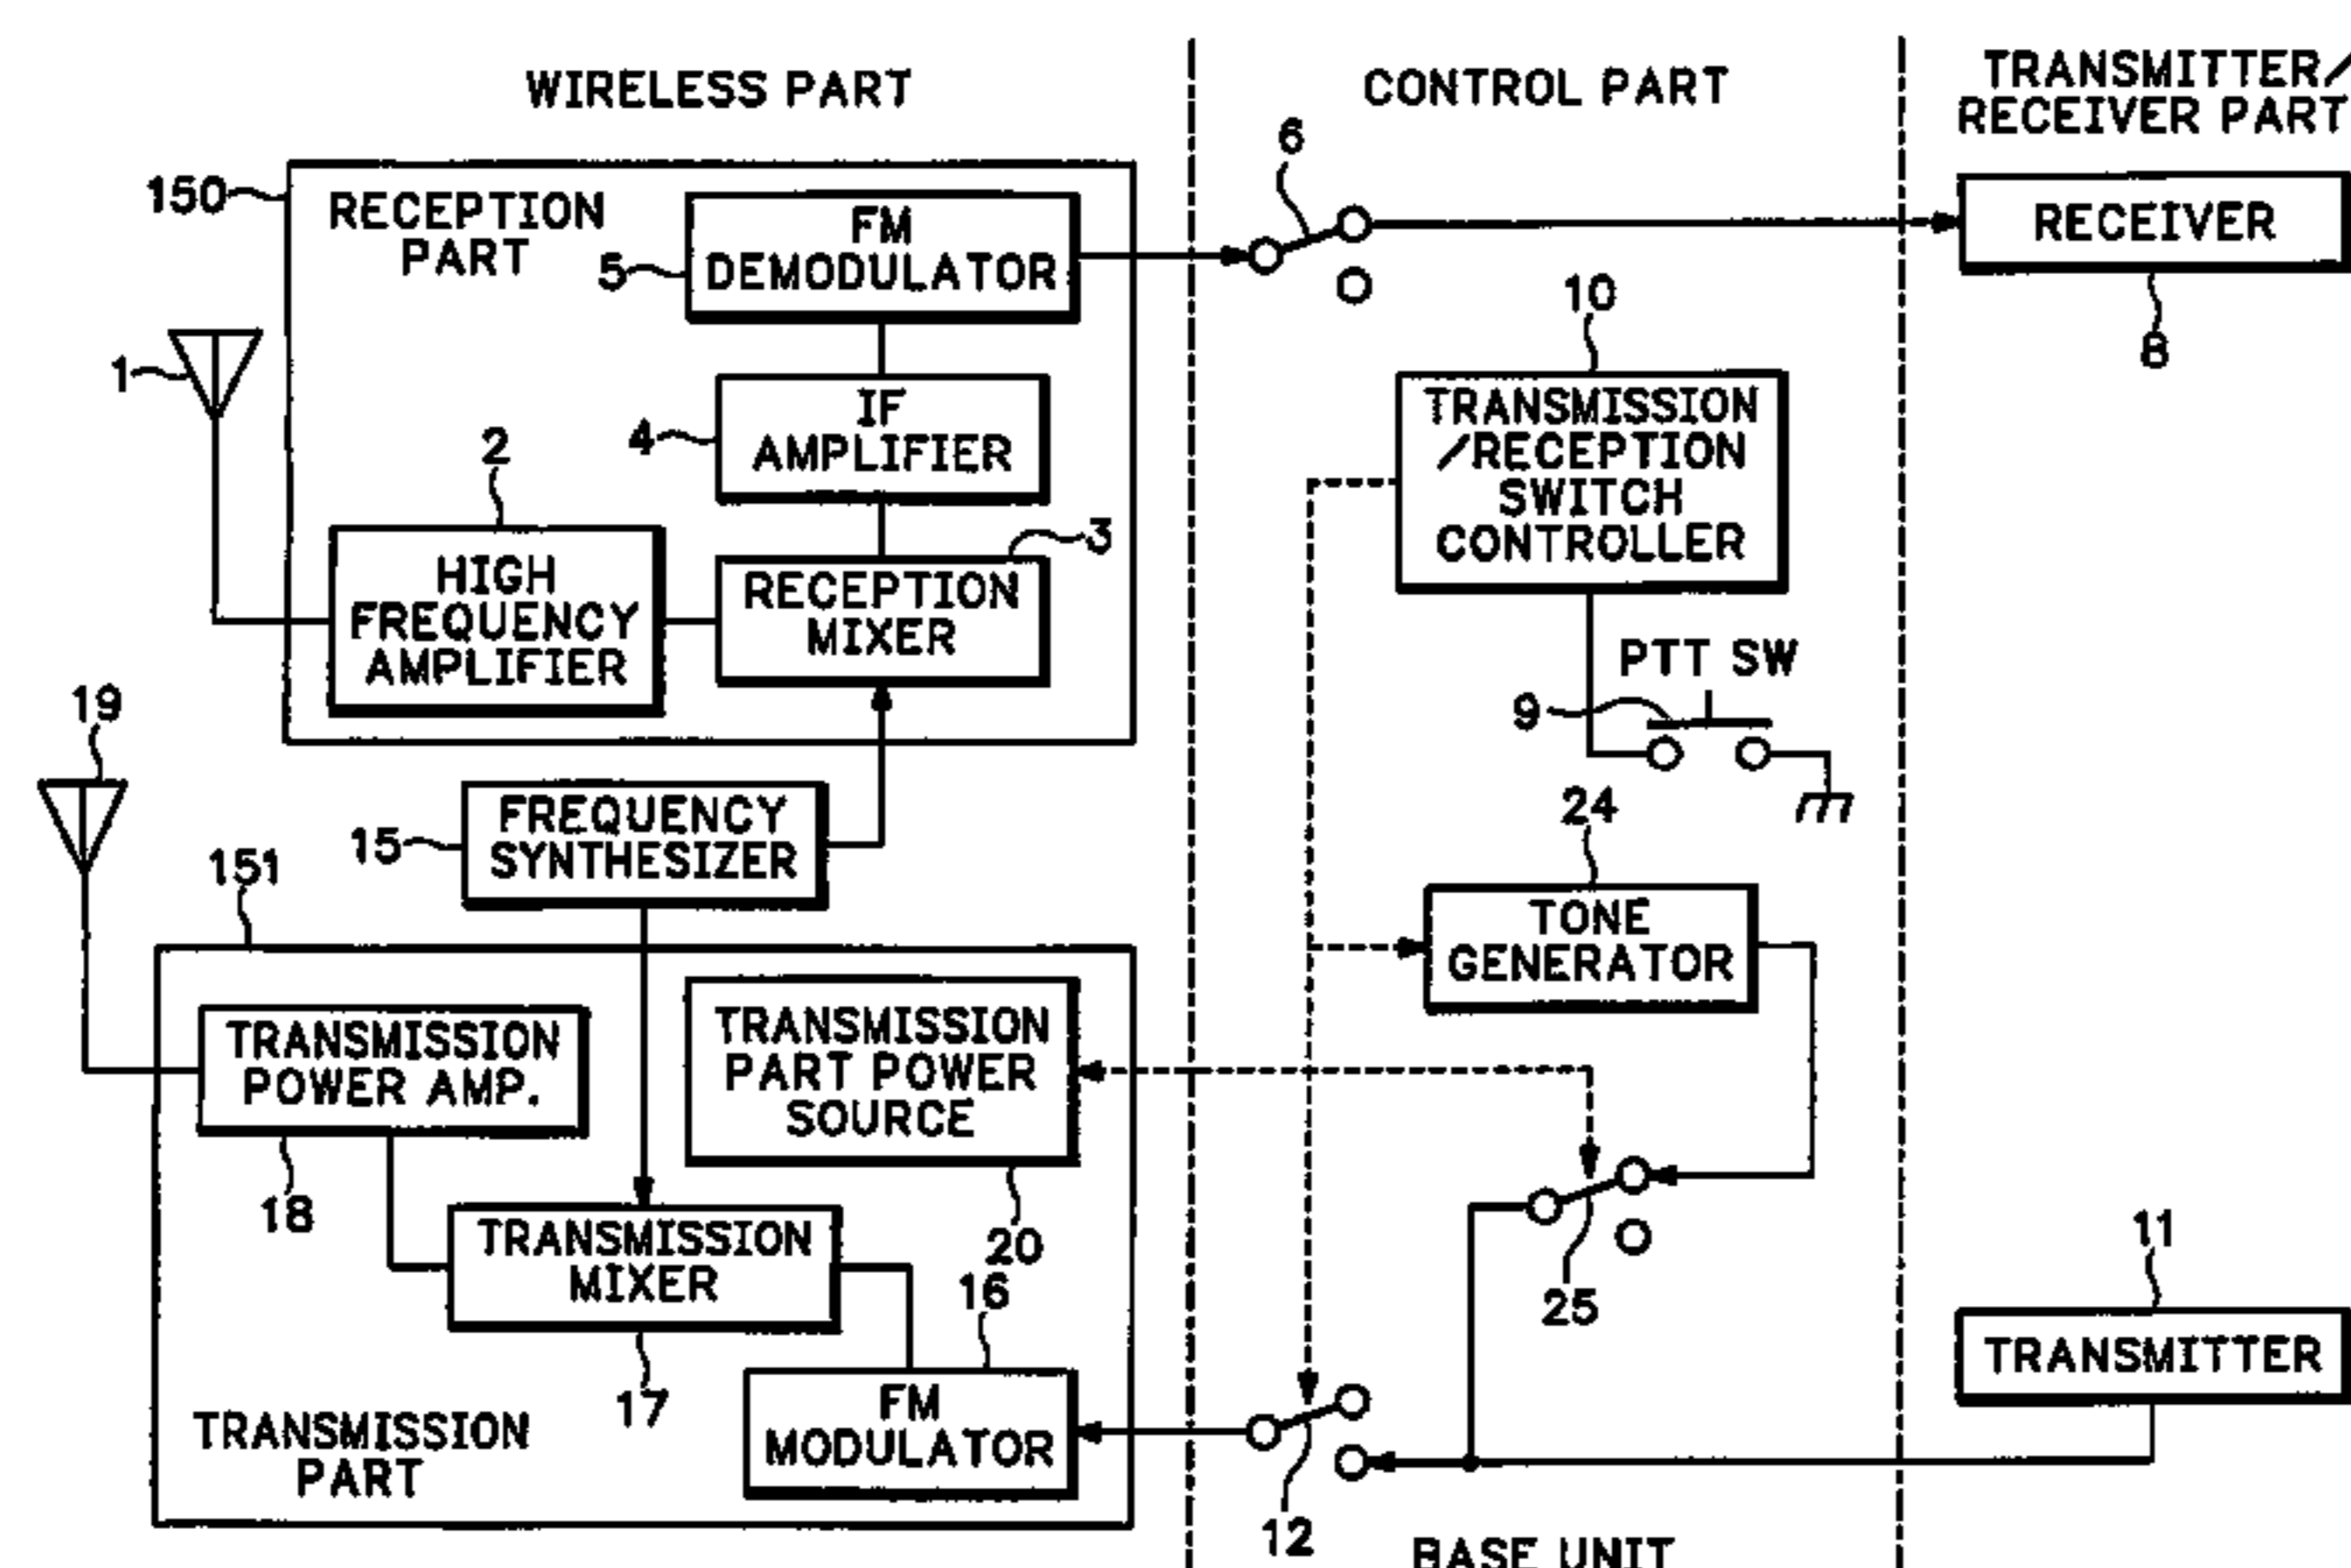 WIRELESS PART
CONTROL PART
TRANSMITTER/
RECEIVER PART
150
RECEPTION
PART
FM
DEMODULATOR
5
6
RECEIVER
8
1
IF
AMPLIFIER
4
10
TRANSMISSION
/RECEPTION
SWITCH
CONTROLLER
2
HIGH
FREQUENCY
AMPLIFIER
3
RECEPTION
MIXER
PTT SW
9
19
15
FREQUENCY
SYNTHESIZER
24
TONE
GENERATOR
151
TRANSMISSION
POWER AMP.
18
TRANSMISSION
PART POWER
SOURCE
20
TRANSMISSION
MIXER
17
16
FM
MODULATOR
TRANSMISSION
PART
25
12
11
TRANSMITTER
BASE UNIT